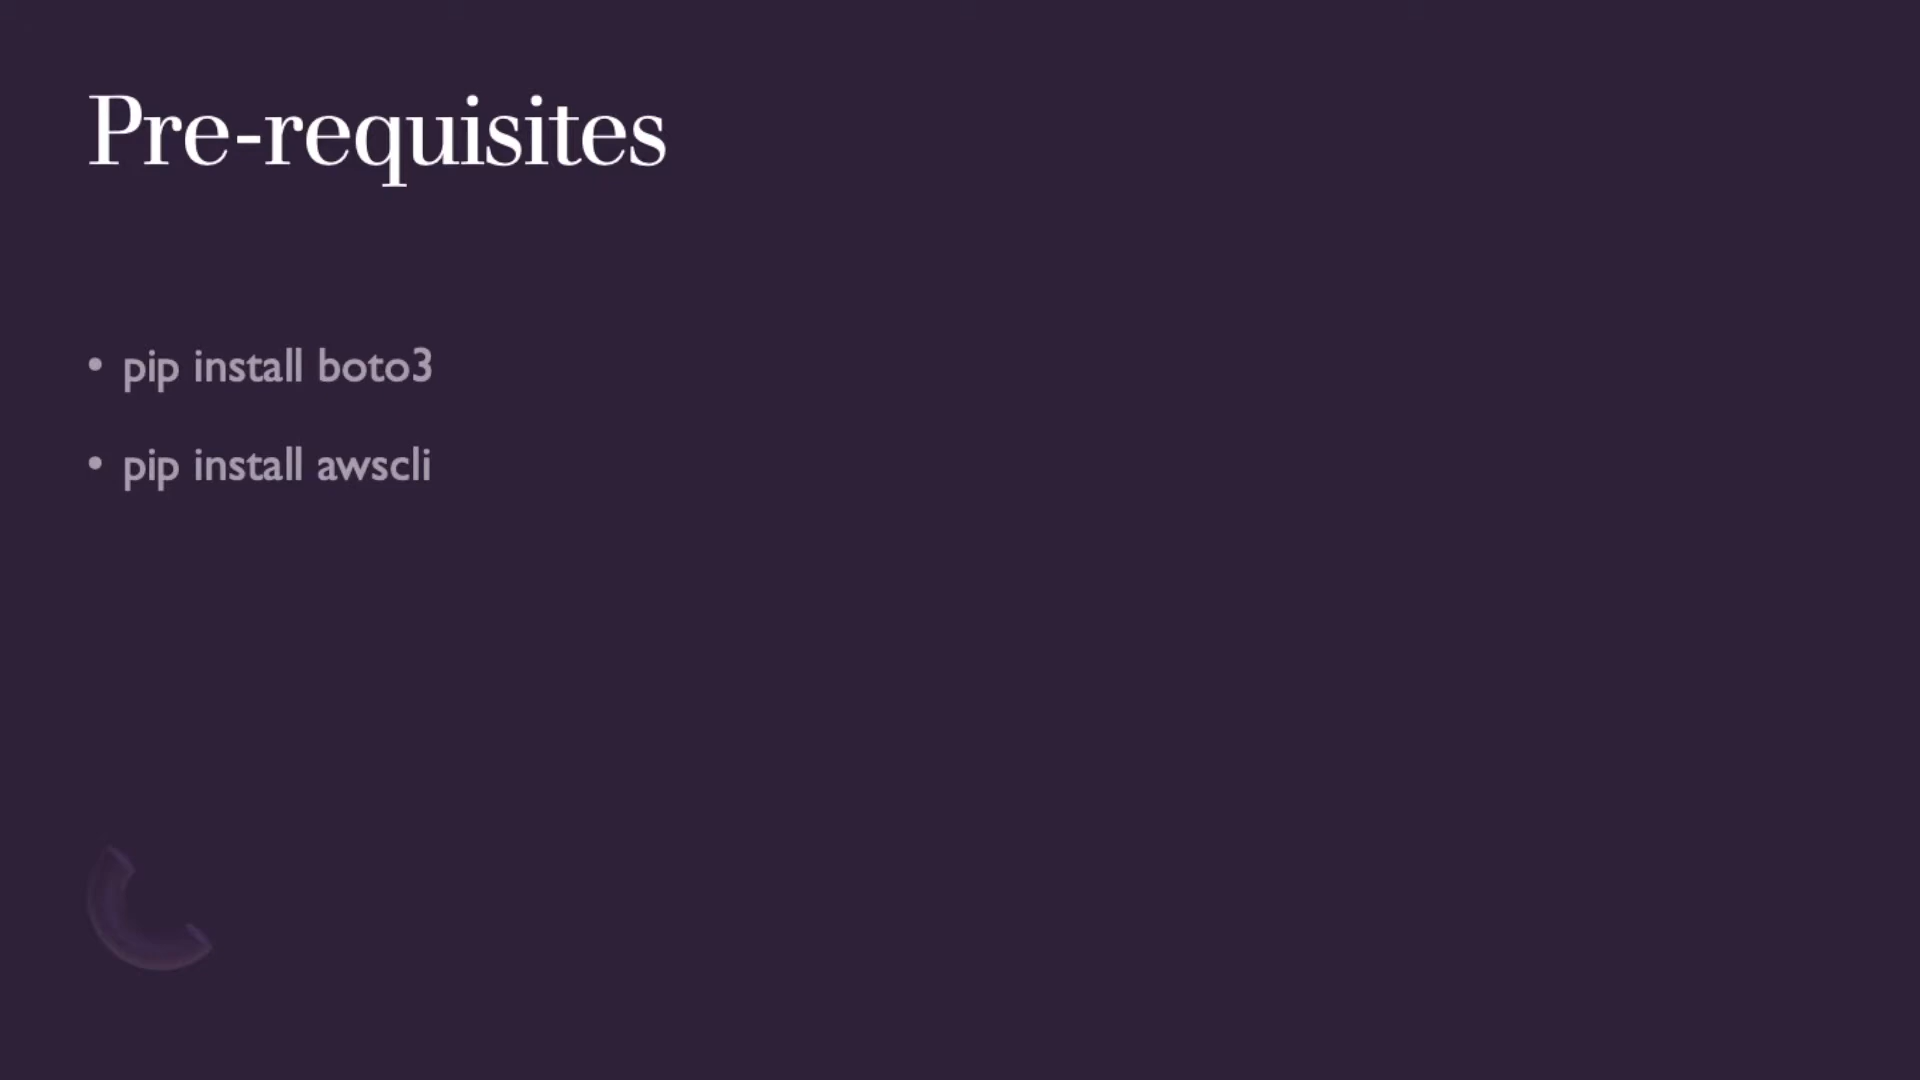 Pre-requisites
• pip install boto3
• pip install awscli